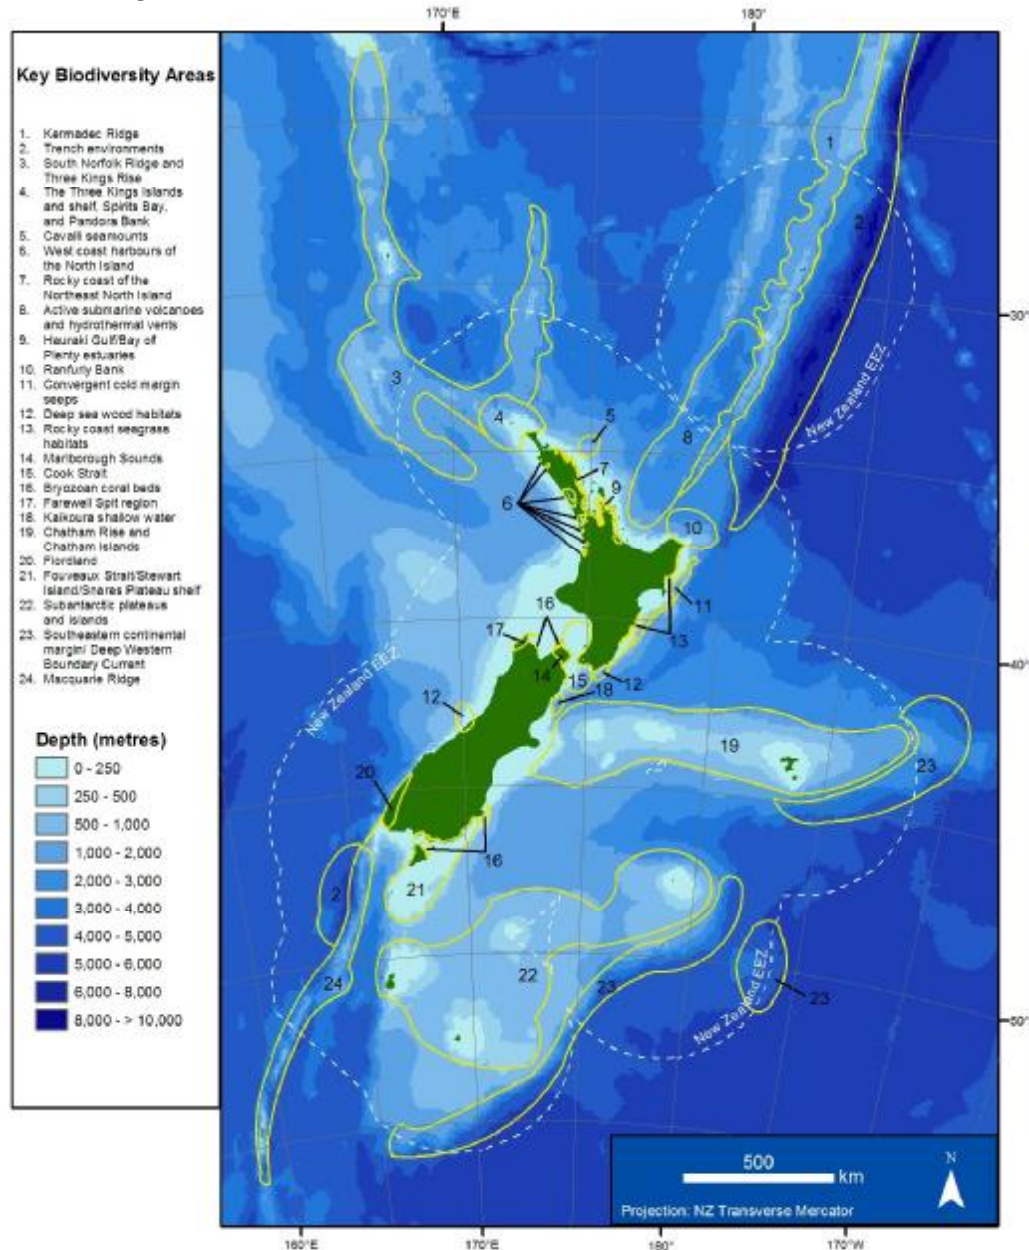 170°E
180°
Key Biodiversity Areas
1. Kermadec Ridge
2. Trench environments
3. South Norfolk Ridge and
Three Kings Rise
4. The Three Kings Islands
and shelf, Spirits Bay,
and Pandora Bank
5. Cavalli seamounts
6. West coast harbours of
the North Island
7. Rocky coast of the
Northeast North Island
8. Active submarine volcanoes
and hydrothermal vents
9. Hauraki Gulf/Bay of
Plenty estuaries
10. Ranfurly Bank
11. Convergent cold margin
seeps
12. Deep sea wood habitats
13. Rocky coast seagrass
habitats
14. Marlborough Sounds
15. Cook Strait
16. Bryozoan coral beds
17. Farewell Spit region
18. Kaikoura shallow water
19. Chatham Rise and
Chatham Islands
20. Fiordland
21. Fouveaux Strait/Stewart
Island/Snares Plateau shelf
22. Subantarctic plateaus
and islands
23. Southeastern continental
margin/ Deep Western
Boundary Current
24. Macquarie Ridge
Depth (metres)
0 - 250
250 - 500
500 - 1,000
1,000 - 2,000
2,000 - 3,000
3,000 - 4,000
4,000 - 5,000
5,000 - 6,000
6,000 - 8,000
8,000 - > 10,000
1
2
30°
New Zealand EEZ
3
4
5
8
7
6
9
10
11
16
13
17
40°
New Zealand EEZ
14
15
12
18
12
19
23
20
16
2
21
24
22
23
New Zealand EEZ
23
50°
500
km
N
Projection: NZ Transverse Mercator
160°E
170°E
180°
170°W